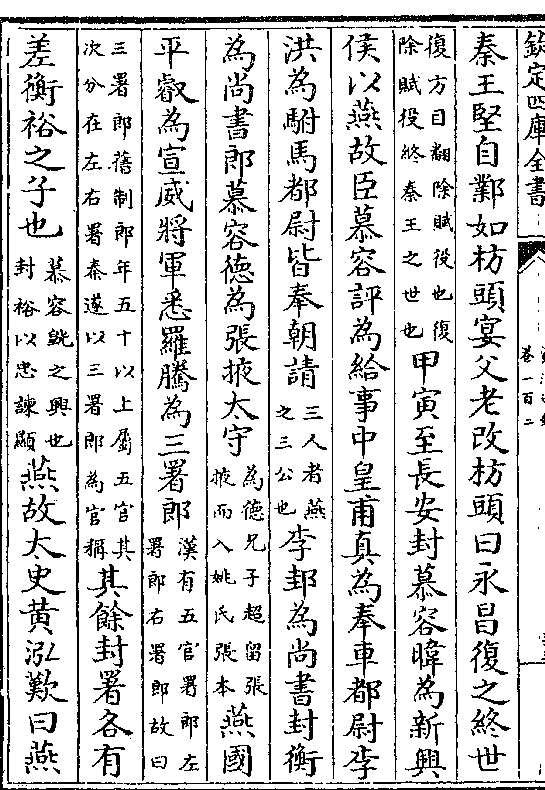 欽定四庫全書
卷一百二
秦王堅自鄴如枋頭宴父老改枋頭曰永昌復之終世
復方目翻除賦役也復
除賦役終秦王之世也
甲寅至長安封慕容暐為新興
侯以燕故臣慕容評為給事中皇甫真為奉車都尉李
洪為駙馬都尉皆奉朝請
三人者燕
之三公也
李邽為尚書封衡
為尚書郎慕容德為張掖太守
為德兄子超留張
掖而入姚氏張本
燕國
平叡為宣威將軍悉羅騰為三署郎
漢有五官署郎左
署郎右署郎故曰
三署郎舊制郎年五十以上屬五官其
次分在左右署秦遂以三署郎為官稱
其餘封署各有
差衡裕之子也
慕容皝之興也
封裕以忠諫顯
燕故太史黃泓歎曰燕